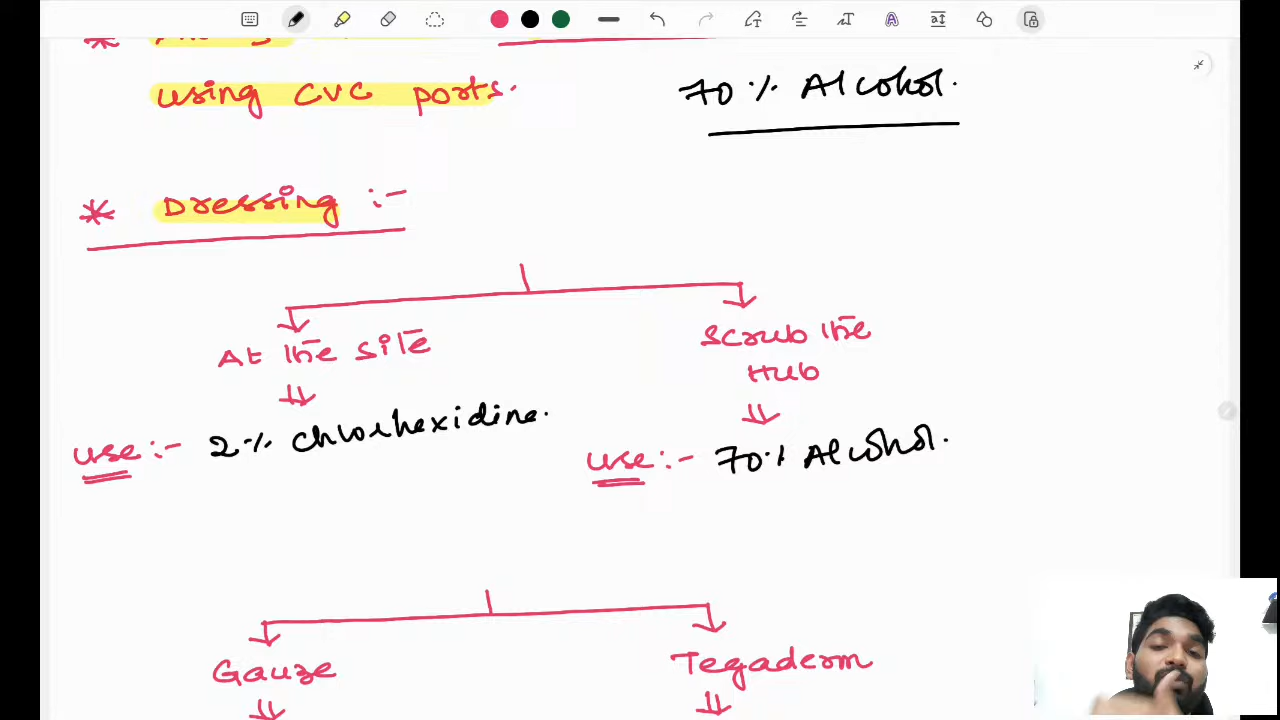 using CVC ports.
70 % Alcohol.
* Dressing :-
At the site
Scrub the
Hub
use :- 2 % chlorhexidine.
use :- 70 % Alcohol.
Gauze
Tegaderm